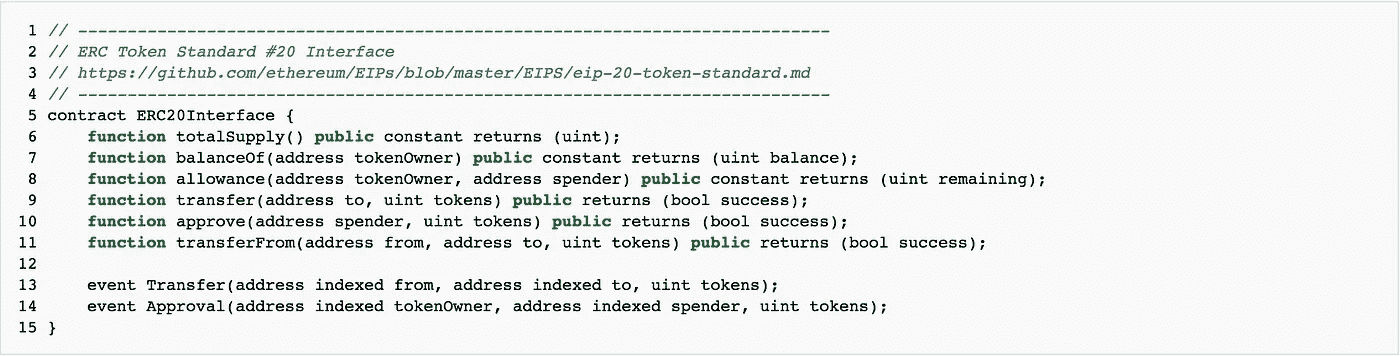 1 // ----------------------------------------------------------------------------
2 // ERC Token Standard #20 Interface
3 // https://github.com/ethereum/EIPs/blob/master/EIPS/eip-20-token-standard.md
4 // ----------------------------------------------------------------------------
5 contract ERC20Interface {
6     function totalSupply() public constant returns (uint);
7     function balanceOf(address tokenOwner) public constant returns (uint balance);
8     function allowance(address tokenOwner, address spender) public constant returns (uint remaining);
9     function transfer(address to, uint tokens) public returns (bool success);
10     function approve(address spender, uint tokens) public returns (bool success);
11     function transferFrom(address from, address to, uint tokens) public returns (bool success);
12
13     event Transfer(address indexed from, address indexed to, uint tokens);
14     event Approval(address indexed tokenOwner, address indexed spender, uint tokens);
15 }